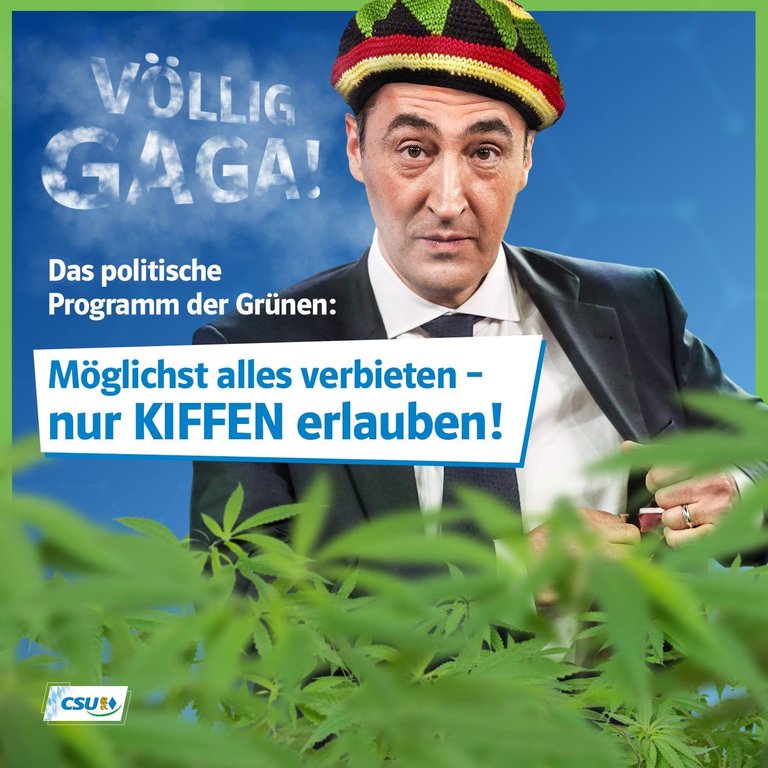 VÖLLIG
GAGA!
Das politische
Programm der Grünen:
Möglichst alles verbieten –
nur KIFFEN erlauben!
CSU